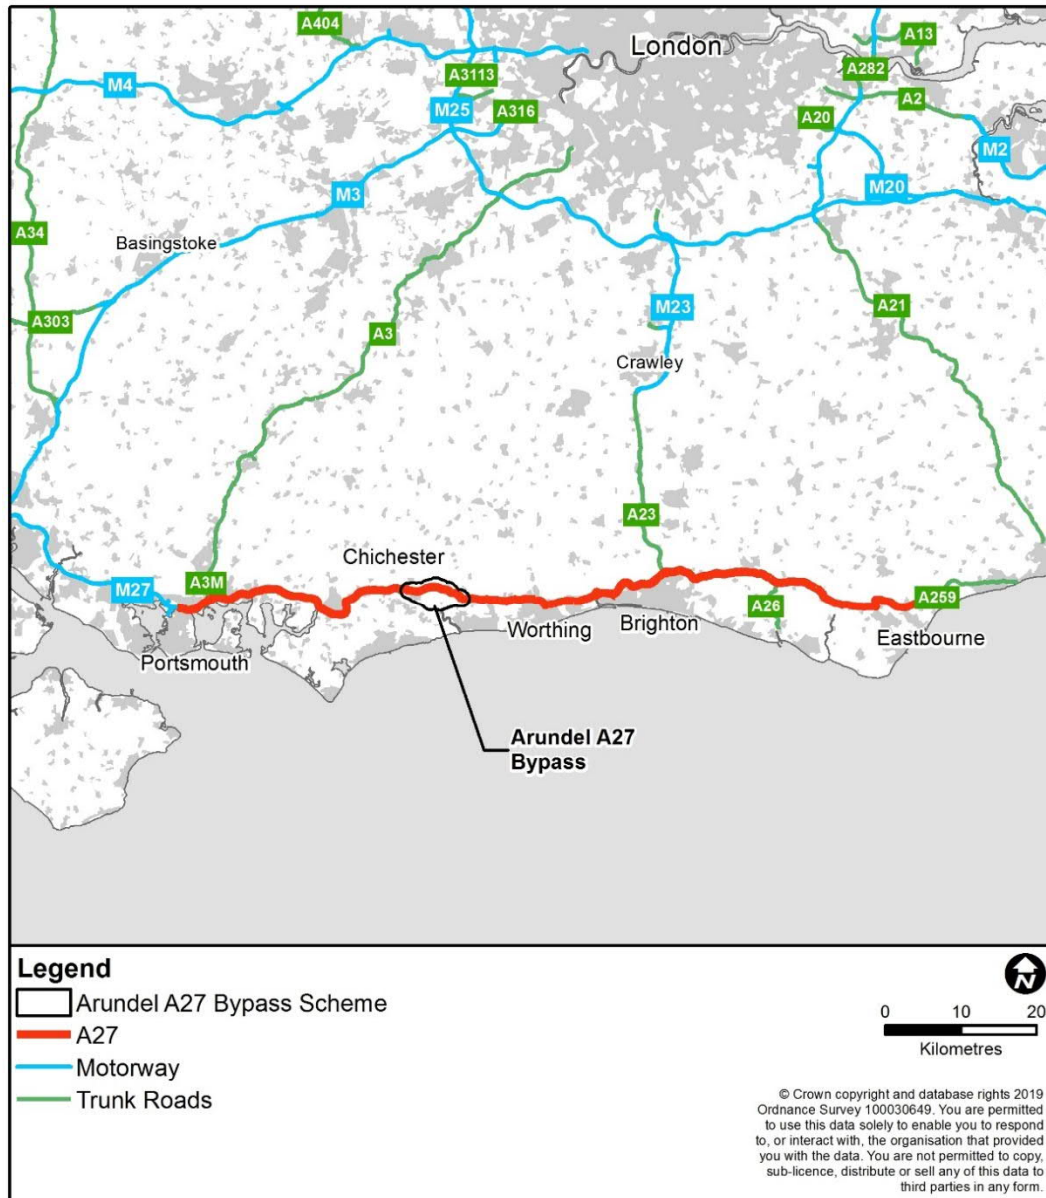 A404
London
A13
M4
A3113
A282
M25
A316
A20
A2
M2
M3
M20
A34
Basingstoke
A303
A3
M23
A21
Crawley
A23
Chichester
M27
A3M
A26
A259
Worthing
Brighton
Eastbourne
Portsmouth
Arundel A27
Bypass
Legend
Arundel A27 Bypass Scheme
A27
Motorway
Trunk Roads
N
0 10 20
Kilometres
© Crown copyright and database rights 2019
Ordnance Survey 100030649. You are permitted
to use this data solely to enable you to respond
to, or interact with, the organisation that provided
you with the data. You are not permitted to copy,
sub-licence, distribute or sell any of this data to
third parties in any form.